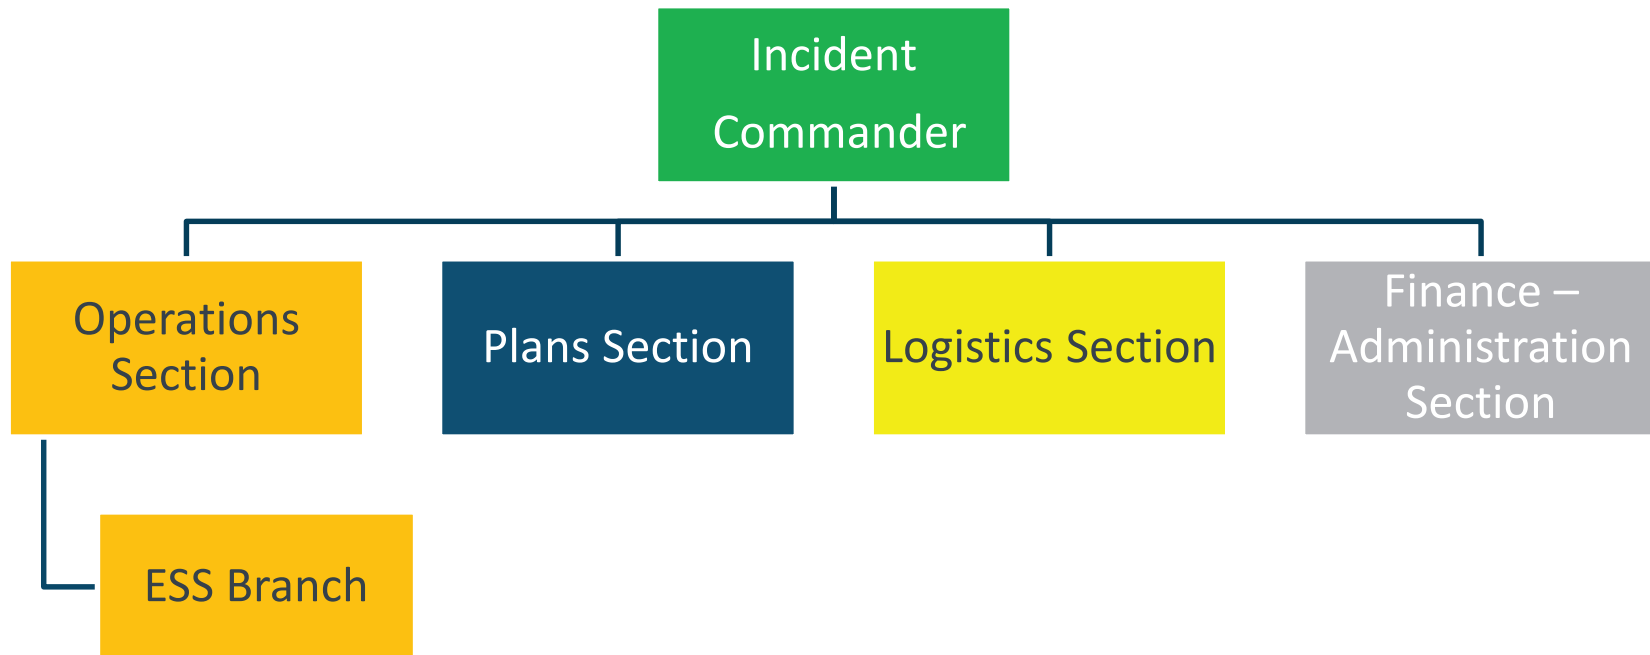 Incident
Commander
Operations
Section
Plans Section
Logistics Section
Finance –
Administration
Section
ESS Branch